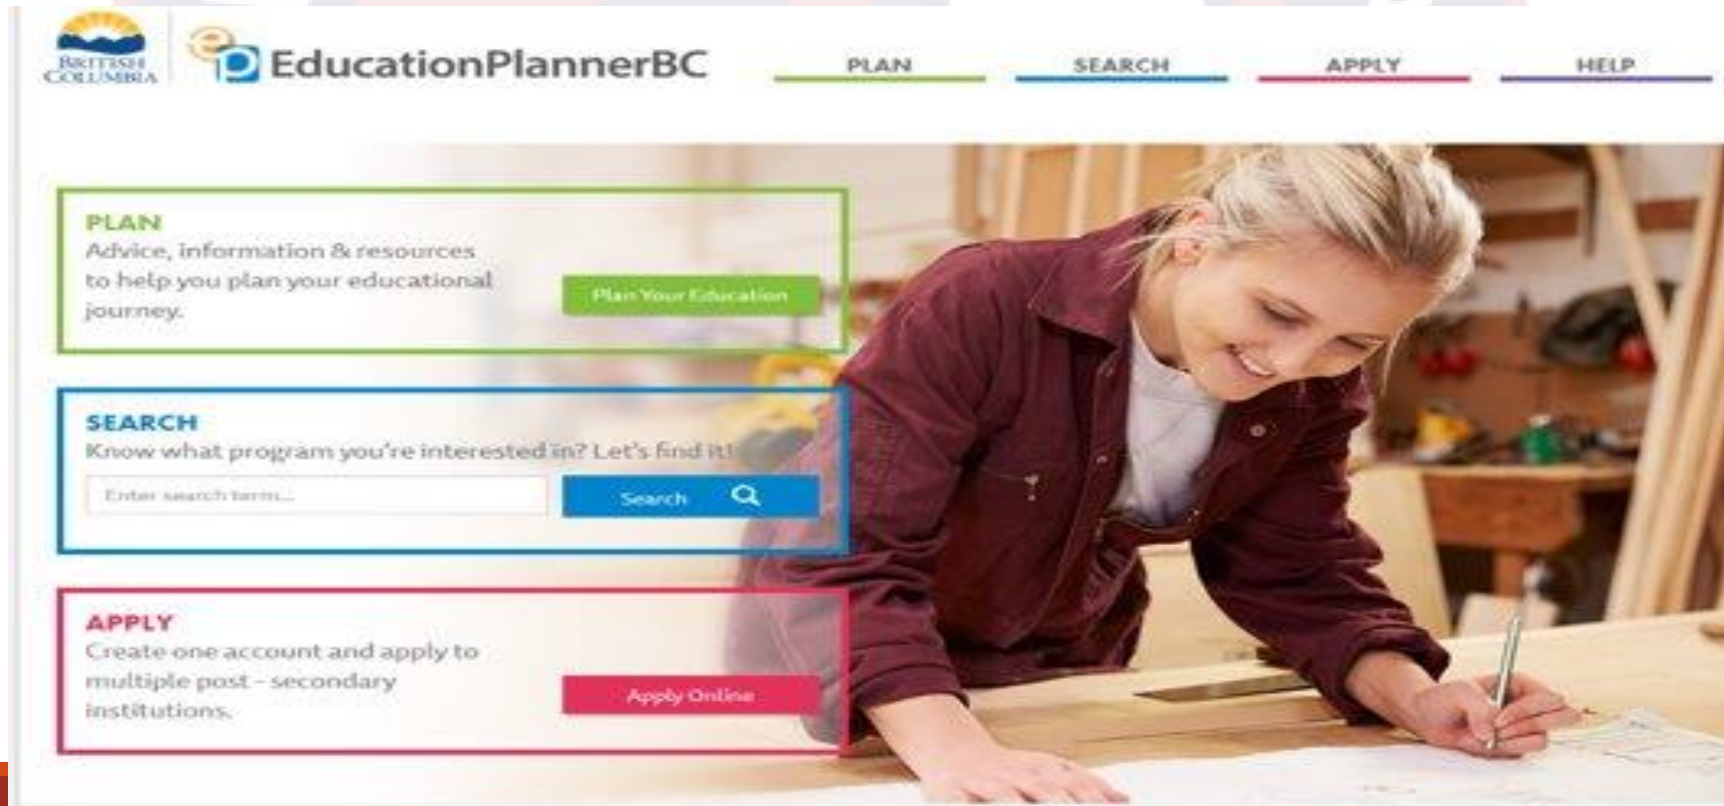 BRITISH
COLUMBIA
ep EducationPlannerBC
PLAN
SEARCH
APPLY
HELP
PLAN
Advice, information & resources
to help you plan your educational
journey.
Plan Your Education
SEARCH
Know what program you're interested in? Let's find it!
Enter search term...
Search
APPLY
Create one account and apply to
multiple post-secondary
institutions.
Apply Online